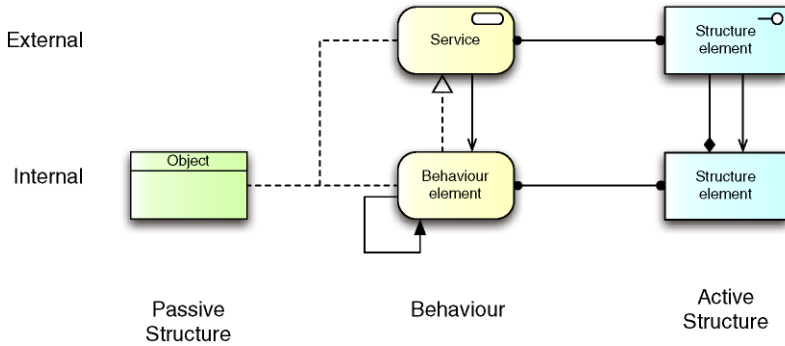 External
Service
Structure
element
Internal
Object
Behaviour
element
Structure
element
Passive
Structure
Behaviour
Active
Structure